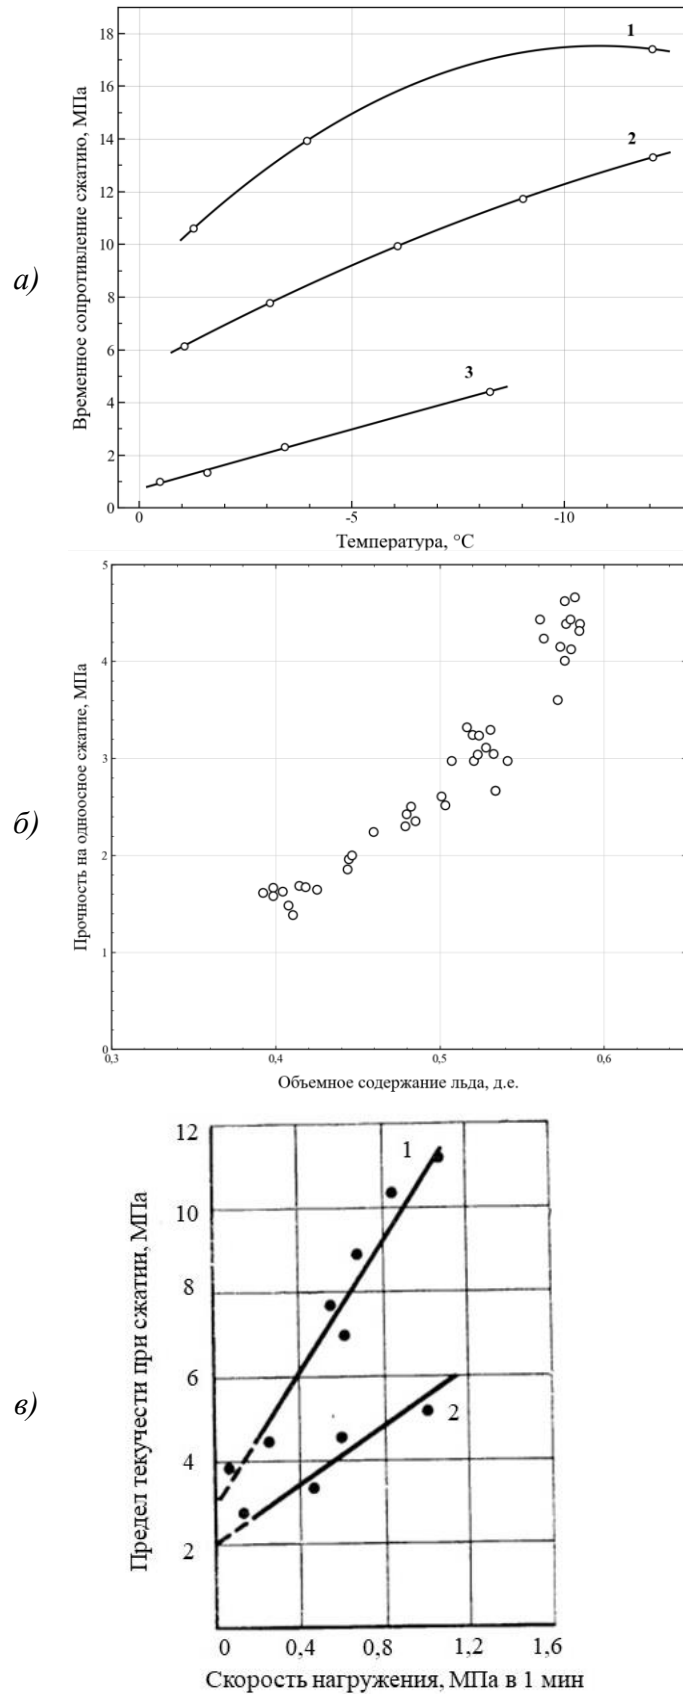 а)
Временное сопротивление сжатию, МПа
18
16
14
12
10
8
6
4
2
0
1
2
3
0 -5 -10
Температура, °С
б)
Прочность на одноосное сжатие, МПа
5
4
3
2
1
0
0,3 0,4 0,5 0,6
Объемное содержание льда, д.е.
в)
Предел текучести при сжатии, МПа
12
10
8
6
4
2
1
2
0 0,4 0,8 1,2 1,6
Скорость нагружения, МПа в 1 мин